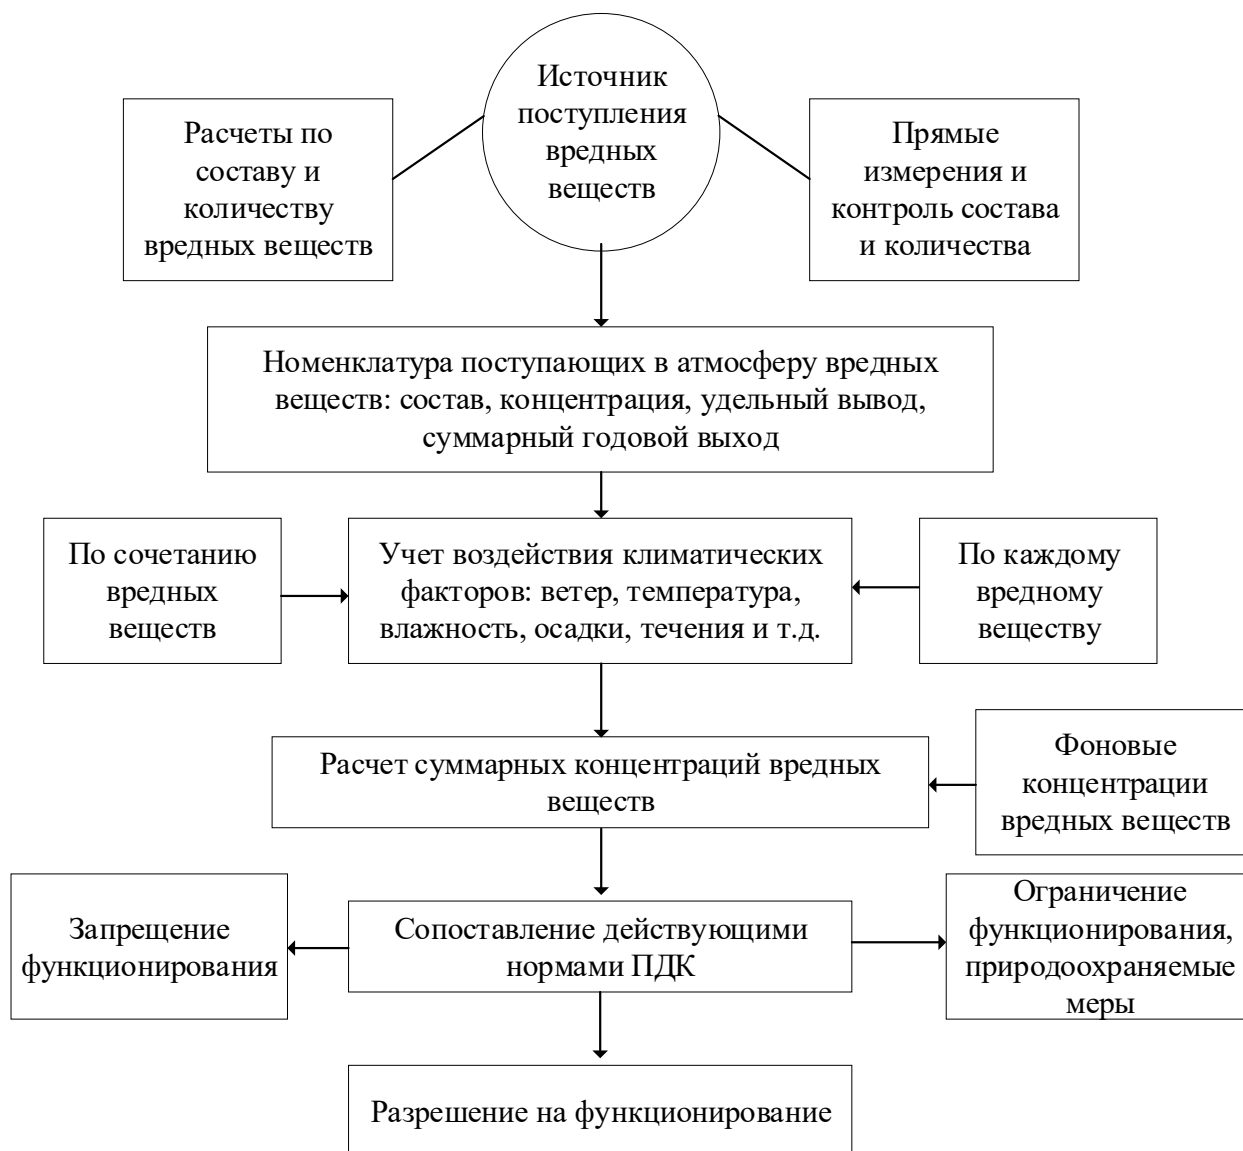 Источник
поступления
вредных
веществ
Расчеты по
составу и
количеству
вредных веществ
Прямые
измерения и
контроль состава
и количества
Номенклатура поступающих в атмосферу вредных
веществ: состав, концентрация, удельный вывод,
суммарный годовой выход
По сочетанию
вредных
веществ
Учет воздействия климатических
факторов: ветер, температура,
влажность, осадки, течения и т.д.
По каждому
вредному
веществу
Расчет суммарных концентраций вредных
веществ
Фоновые
концентрации
вредных веществ
Запрещение
функционирования
Сопоставление действующими
нормами ПДК
Ограничение
функционирования,
природоохраняемые
меры
Разрешение на функционирование